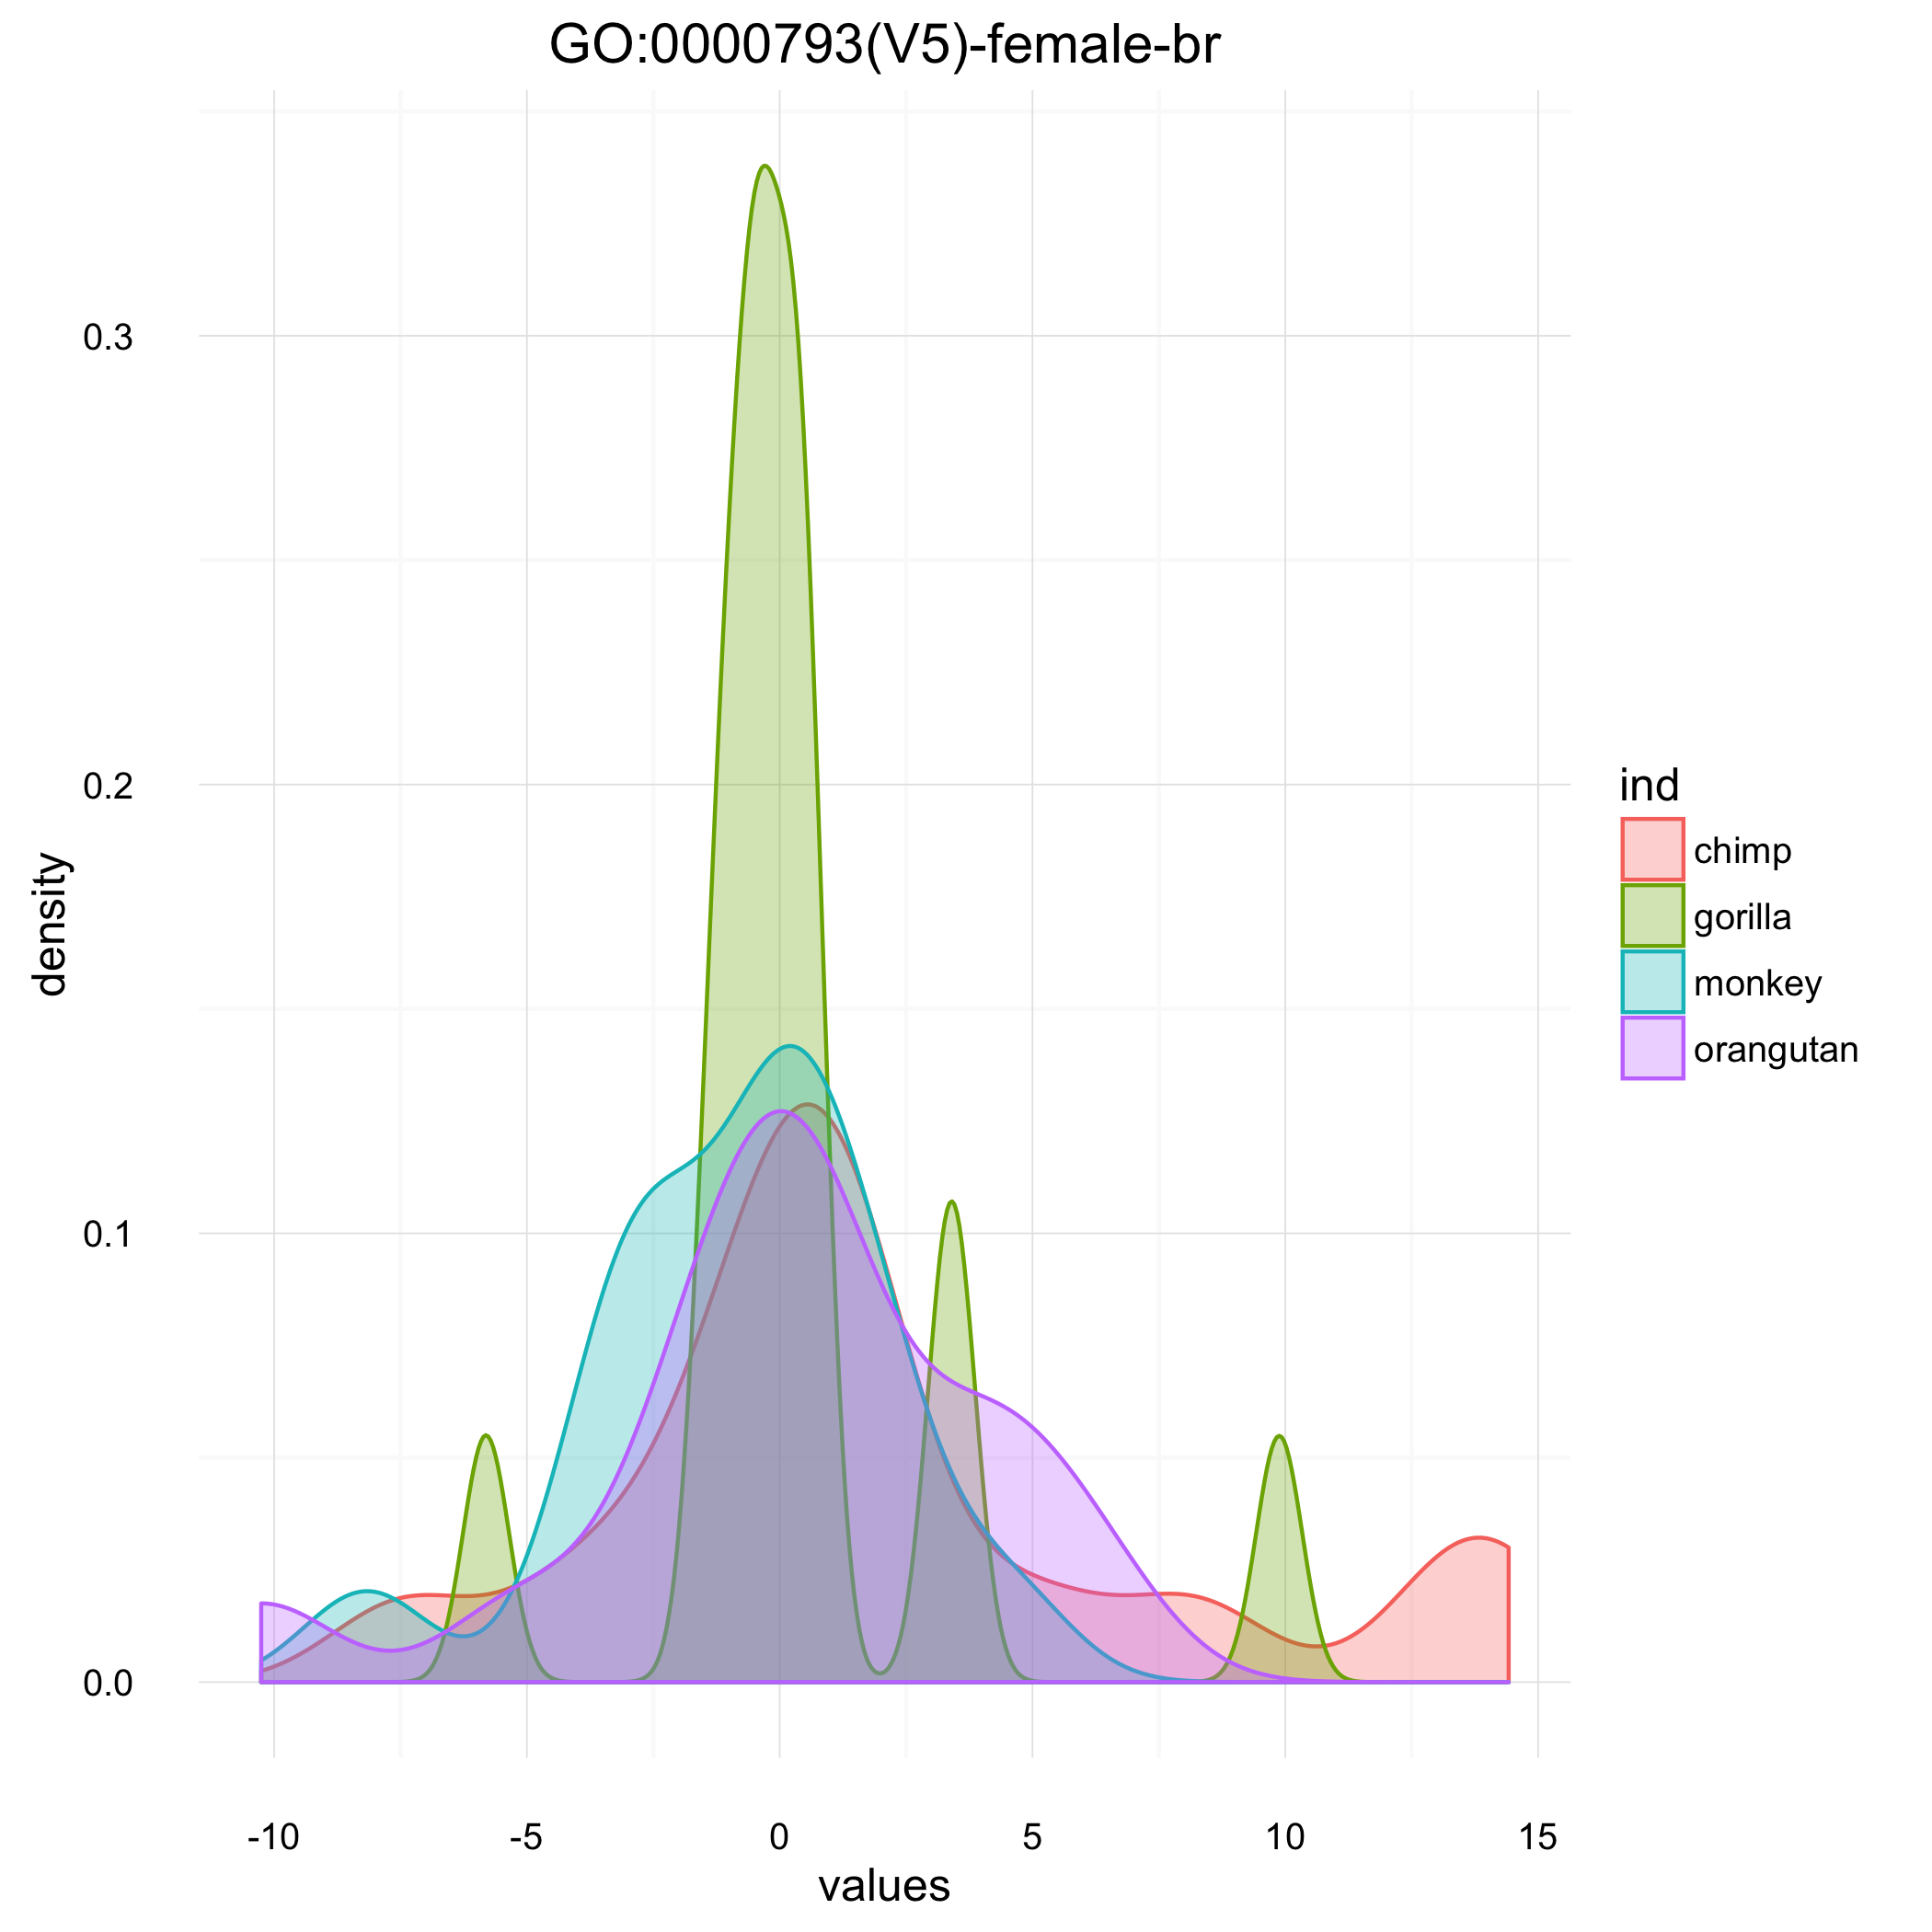 GO:0000793(V5)-female-br
0.3
0.2
0.1
0.0
density
-10 -5 0 5 10 15
values
ind
chimp
gorilla
monkey
orangutan